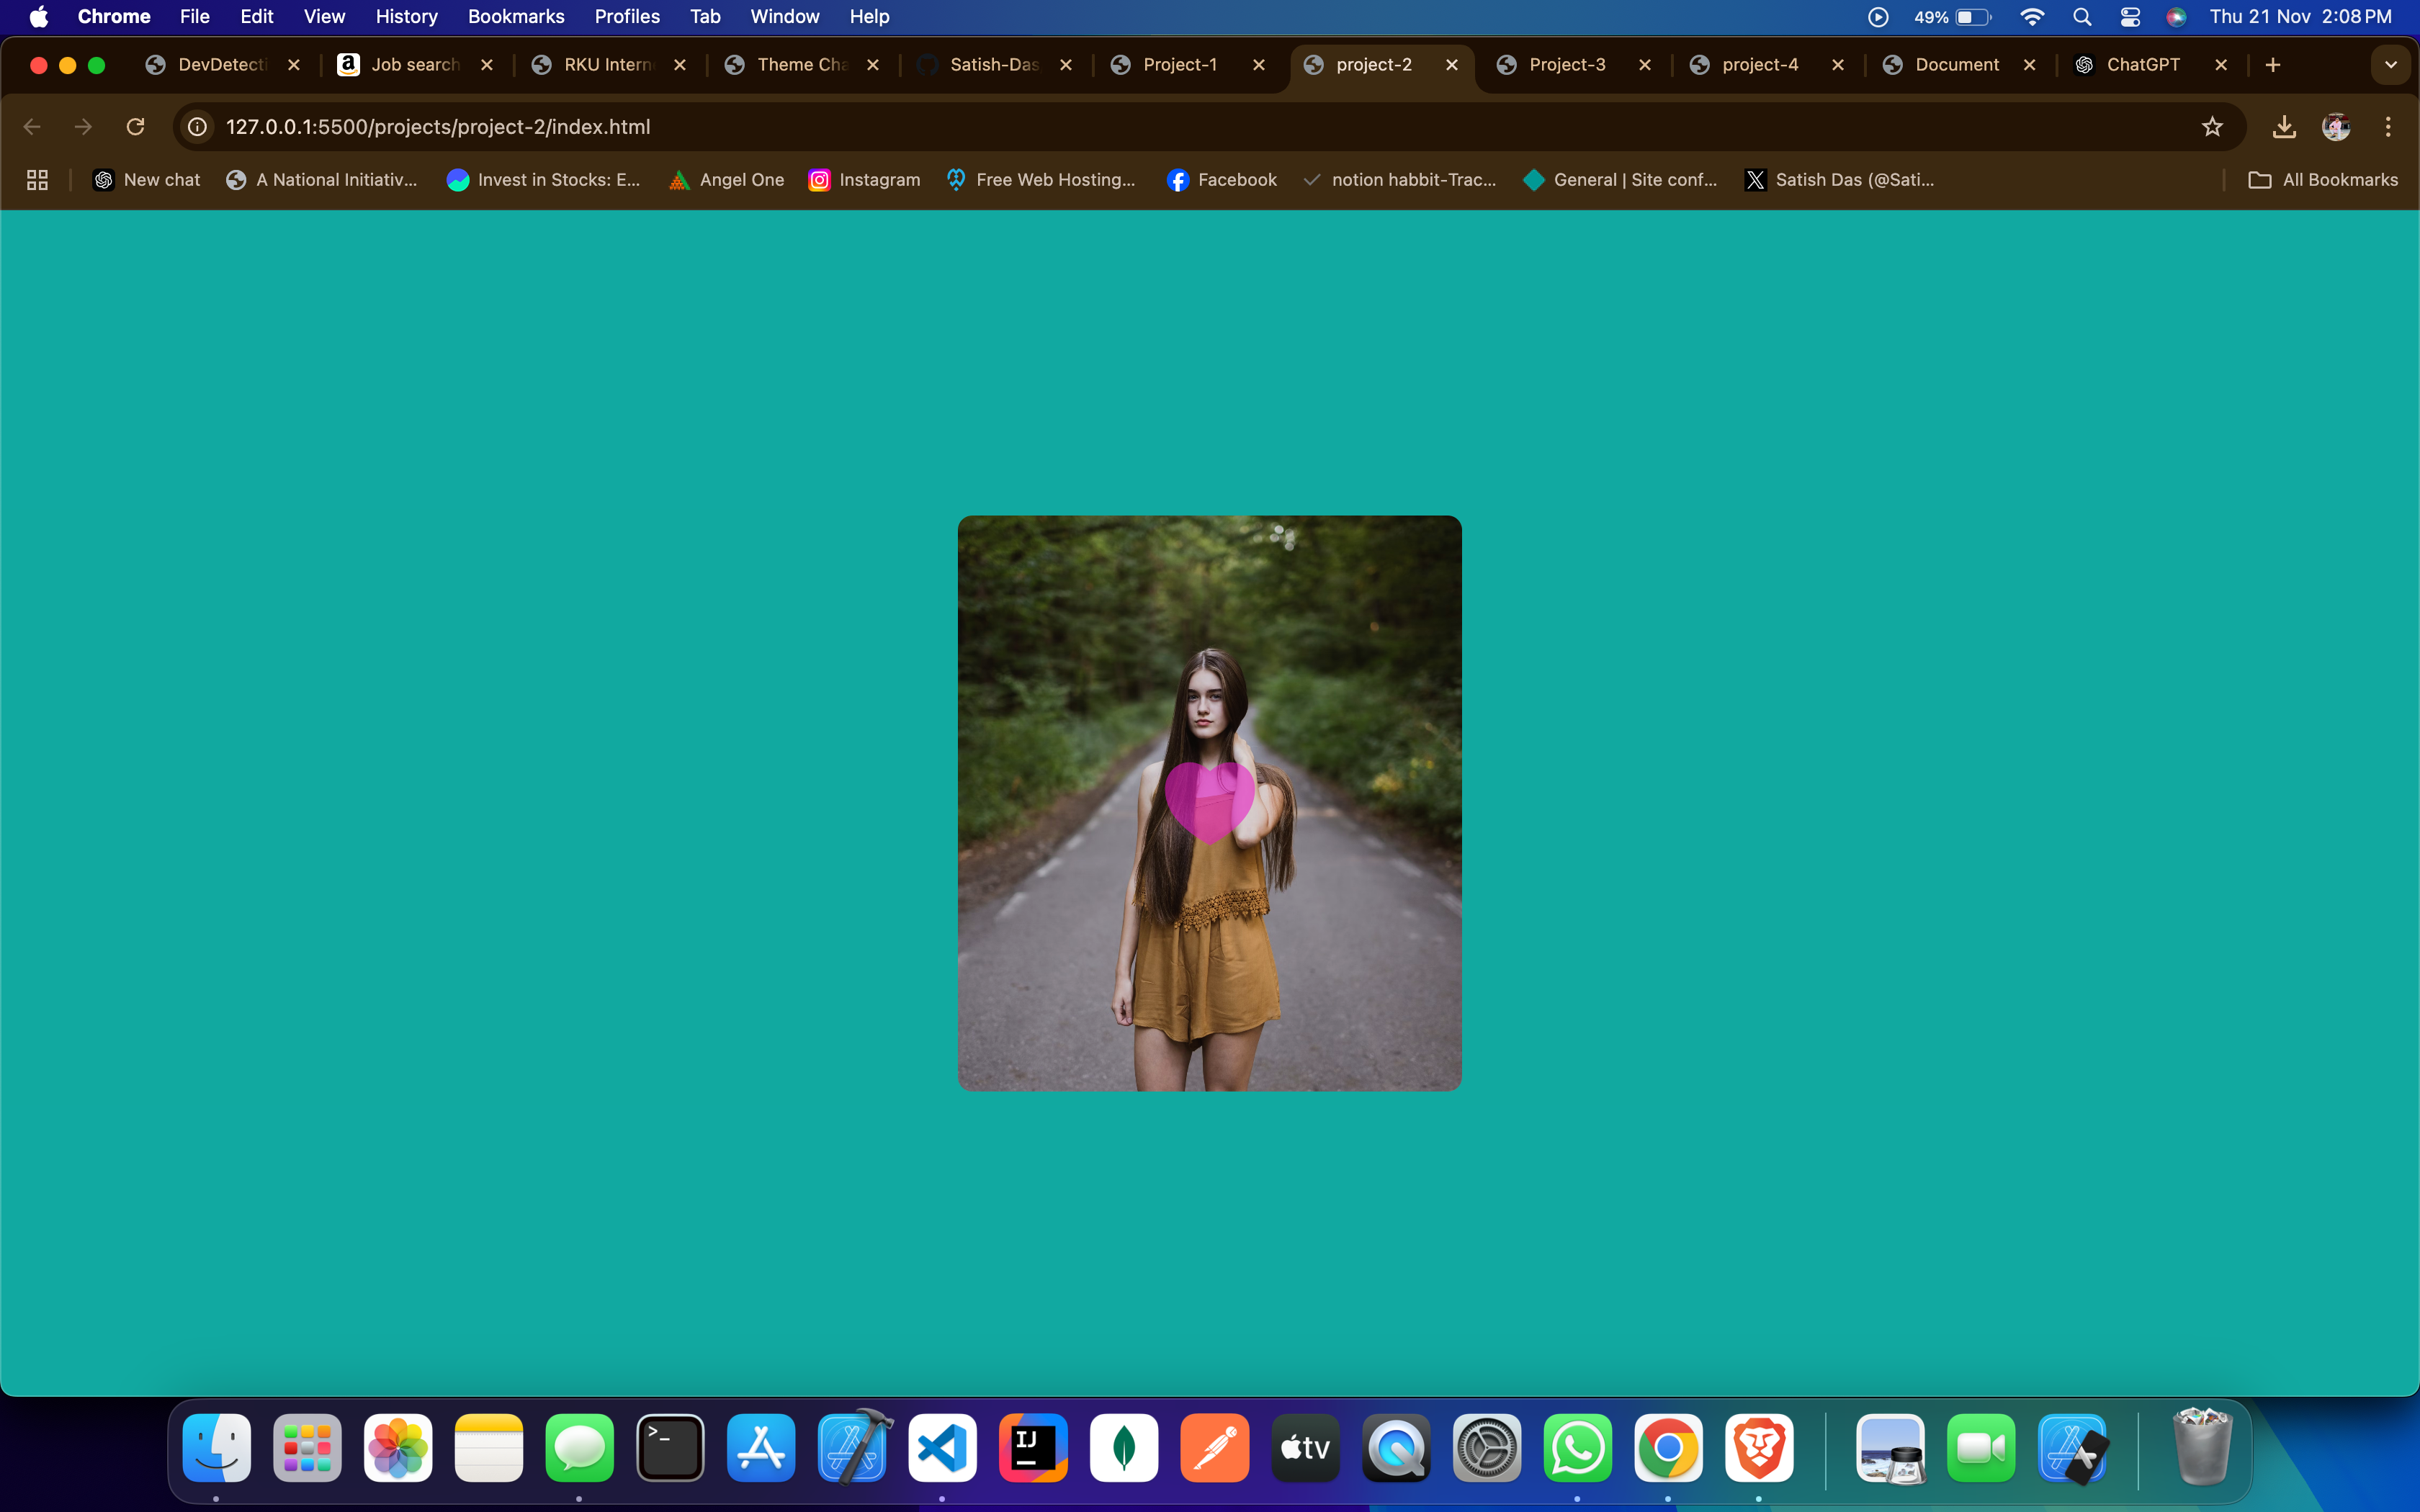 Chrome File Edit View History Bookmarks Profiles Tab Window Help 49% Thu 21 Nov 2:08 PM
DevDetecti Job search RKU Intern Theme Cha Satish-Das Project-1 project-2 Project-3 project-4 Document ChatGPT
127.0.0.1:5500/projects/project-2/index.html
New chat A National Initiativ... Invest in Stocks: E... Angel One Instagram Free Web Hosting... Facebook notion habbit-Trac... General | Site conf... Satish Das (@Sati... All Bookmarks
>_ IJ tv